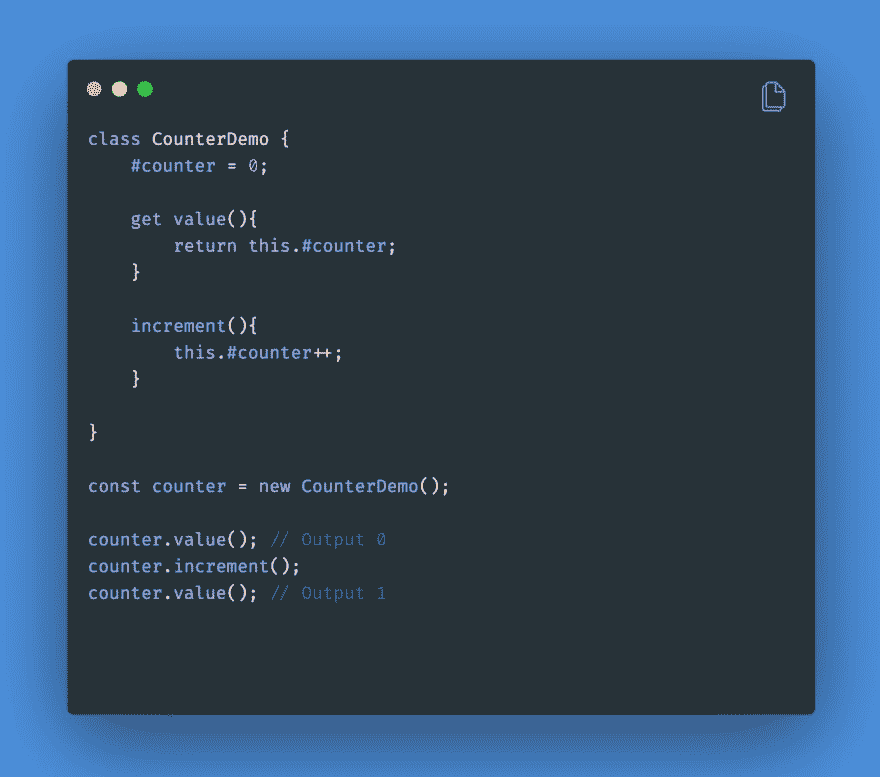 class CounterDemo {
    #counter = 0;

    get value(){
        return this.#counter;
    }

    increment(){
        this.#counter++;
    }

}

const counter = new CounterDemo();

counter.value(); // Output 0
counter.increment();
counter.value(); // Output 1